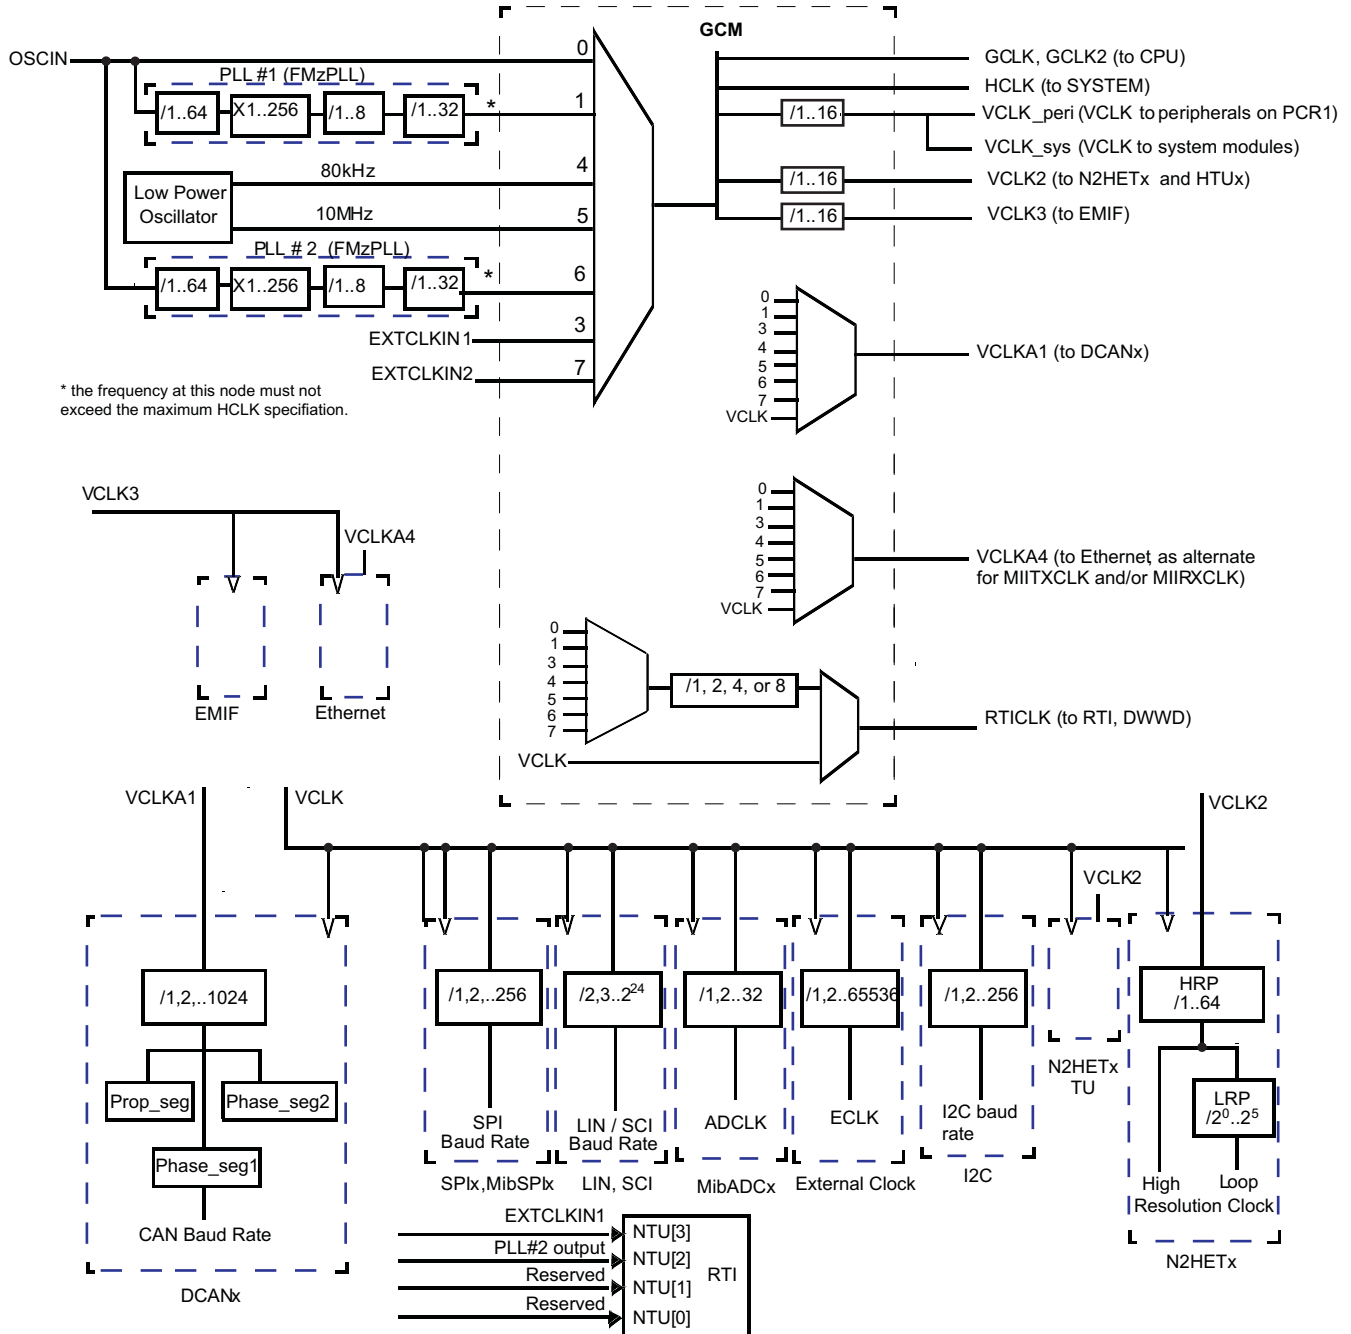 GCM
OSCIN
0
PLL #1 (FMzPLL)
/1..64
X1..256
/1..8
/1..32
*
1
80kHz
4
Low Power
Oscillator
10MHz
5
PLL # 2 (FMzPLL)
/1..64
X1..256
/1..8
/1..32
*
6
EXTCLKIN1
3
EXTCLKIN2
7
* the frequency at this node must not
exceed the maximum HCLK specifiation.
GCLK, GCLK2 (to CPU)
HCLK (to SYSTEM)
/1..16
VCLK_peri (VCLK to peripherals on PCR1)
VCLK_sys (VCLK to system modules)
/1..16
VCLK2 (to N2HETx and HTUx)
/1..16
VCLK3 (to EMIF)
0
1
3
4
5
6
7
VCLK
VCLKA1 (to DCANx)
0
1
3
4
5
6
7
VCLK
VCLKA4 (to Ethernet, as alternate
for MIITXCLK and/or MIIRXCLK)
0
1
3
4
5
6
7
/1, 2, 4, or 8
VCLK
RTICLK (to RTI, DWWD)
VCLK3
VCLKA4
EMIF
Ethernet
VCLKA1
VCLK
VCLK2
VCLK2
/1,2,..1024
Prop_seg
Phase_seg2
Phase_seg1
CAN Baud Rate
DCANx
/1,2,..256
SPI
Baud Rate
SPIx,MibSPIx
/2,3..2^24
LIN / SCI
Baud Rate
LIN, SCI
/1,2..32
ADCLK
MibADCx
/1,2..65536
ECLK
External Clock
/1,2..256
I2C baud
rate
I2C
N2HETx
TU
HRP
/1..64
LRP
/2^0..2^5
High
Loop
Resolution Clock
N2HETx
EXTCLKIN1
NTU[3]
PLL#2 output
NTU[2]
RTI
Reserved
NTU[1]
Reserved
NTU[0]